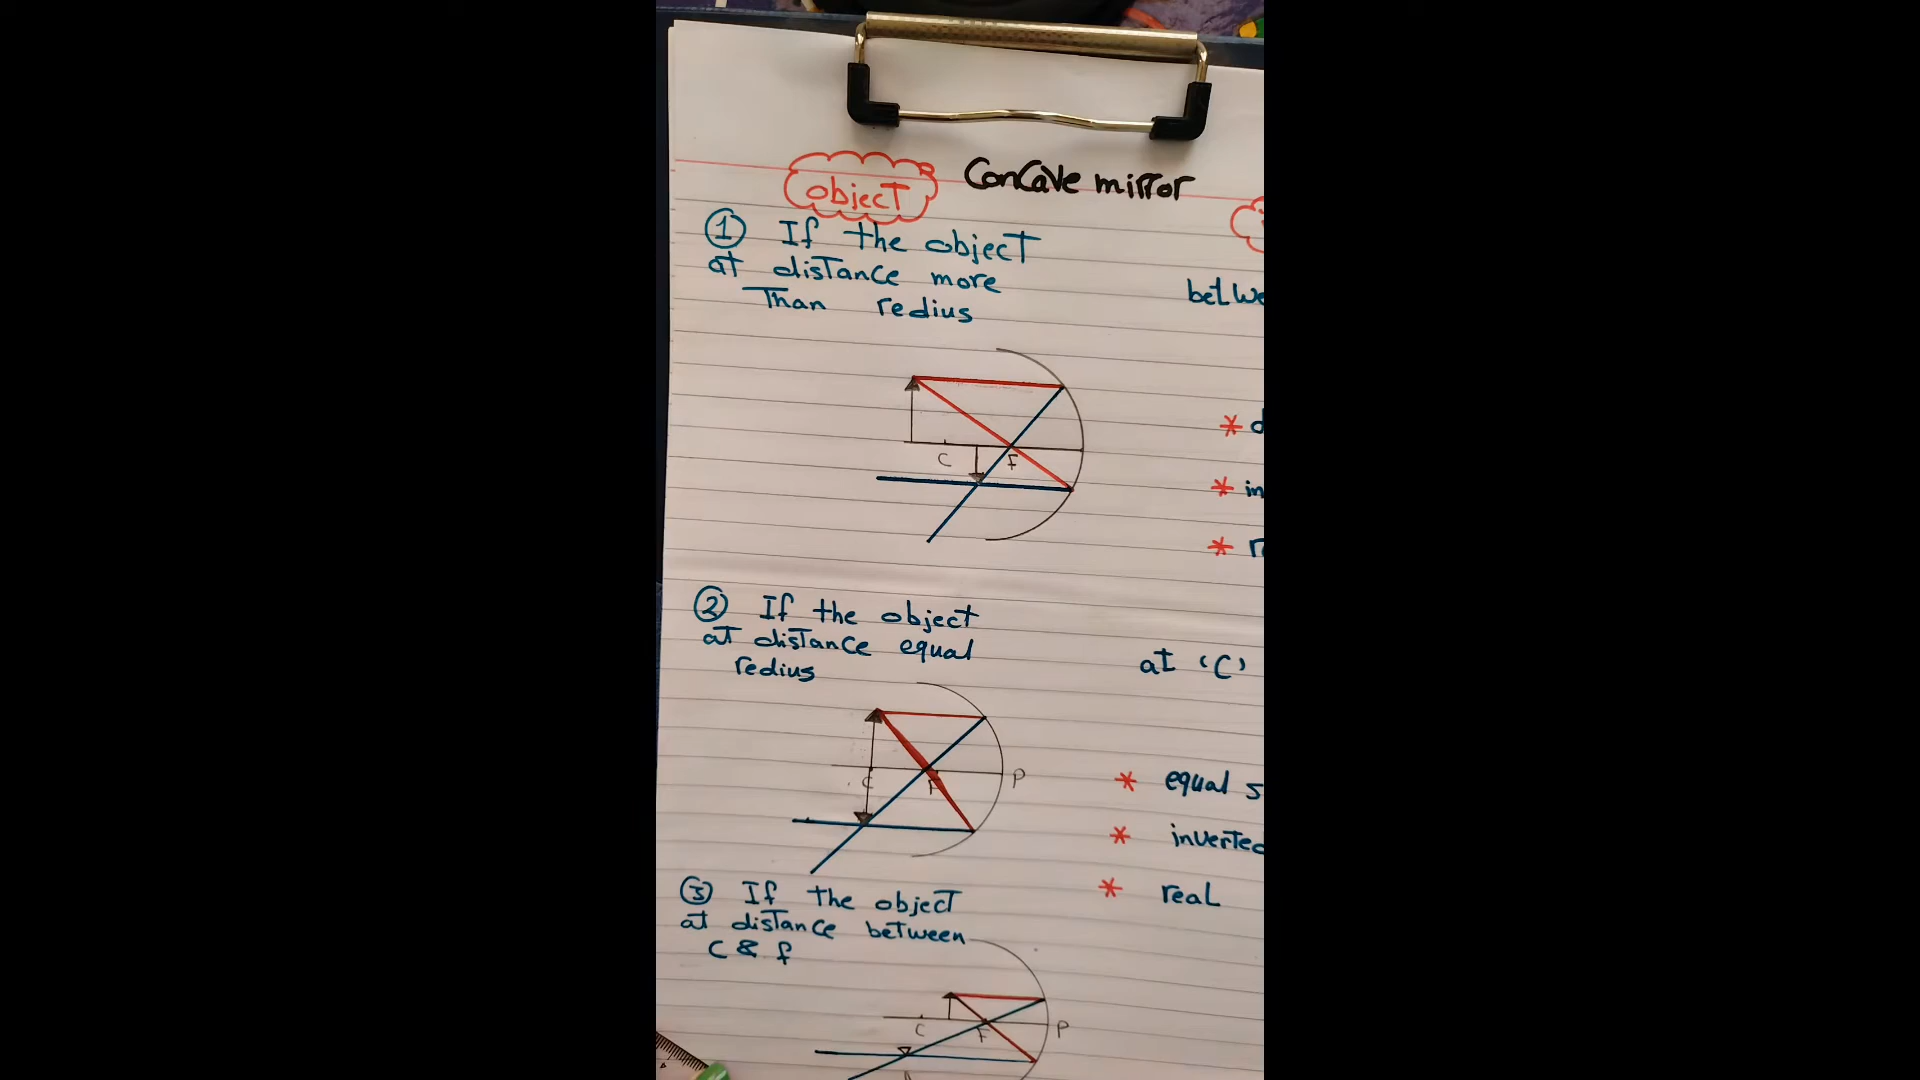 object
Concave mirror
① If the object
at distance more
Than redius
betwe
C
F
* d
* in
* r
② If the object
at distance equal
redius
at 'C'
C
F
P
* equal s
* inverted
* real
③ If the object
at distance between
C & f
C
F
P